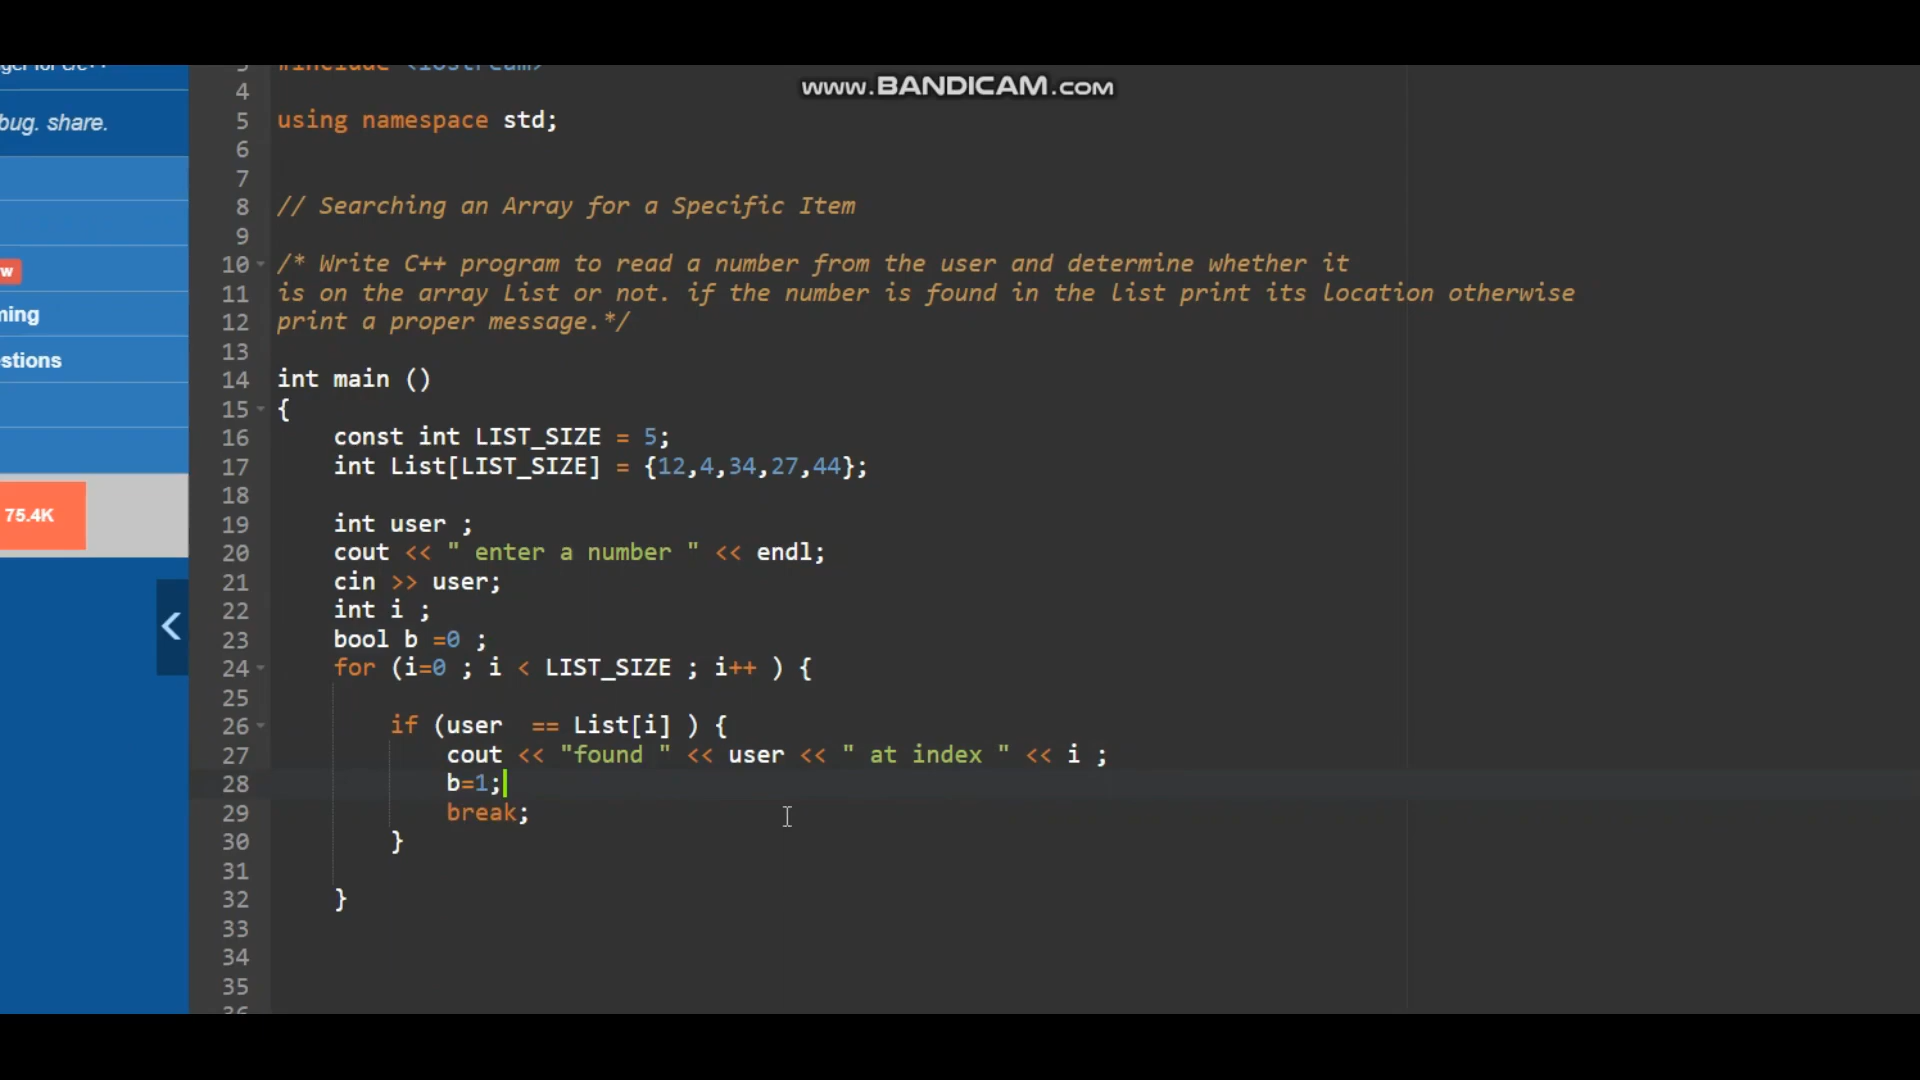 www.BANDICAM.com
bug. share.
w
ming
stions
75.4K
3 #include <iostream>
4
5 using namespace std;
6
7
8 // Searching an Array for a Specific Item
9
10 /* Write C++ program to read a number from the user and determine whether it
11 is on the array List or not. if the number is found in the list print its location otherwise
12 print a proper message.*/
13
14 int main ()
15 {
16 const int LIST_SIZE = 5;
17 int List[LIST_SIZE] = {12,4,34,27,44};
18
19 int user ;
20 cout << " enter a number " << endl;
21 cin >> user;
22 int i ;
23 bool b =0 ;
24 for (i=0 ; i < LIST_SIZE ; i++ ) {
25
26 if (user  == List[i] ) {
27 cout << "found " << user << " at index " << i ;
28 b=1;
29 break;
30 }
31
32 }
33
34
35
36